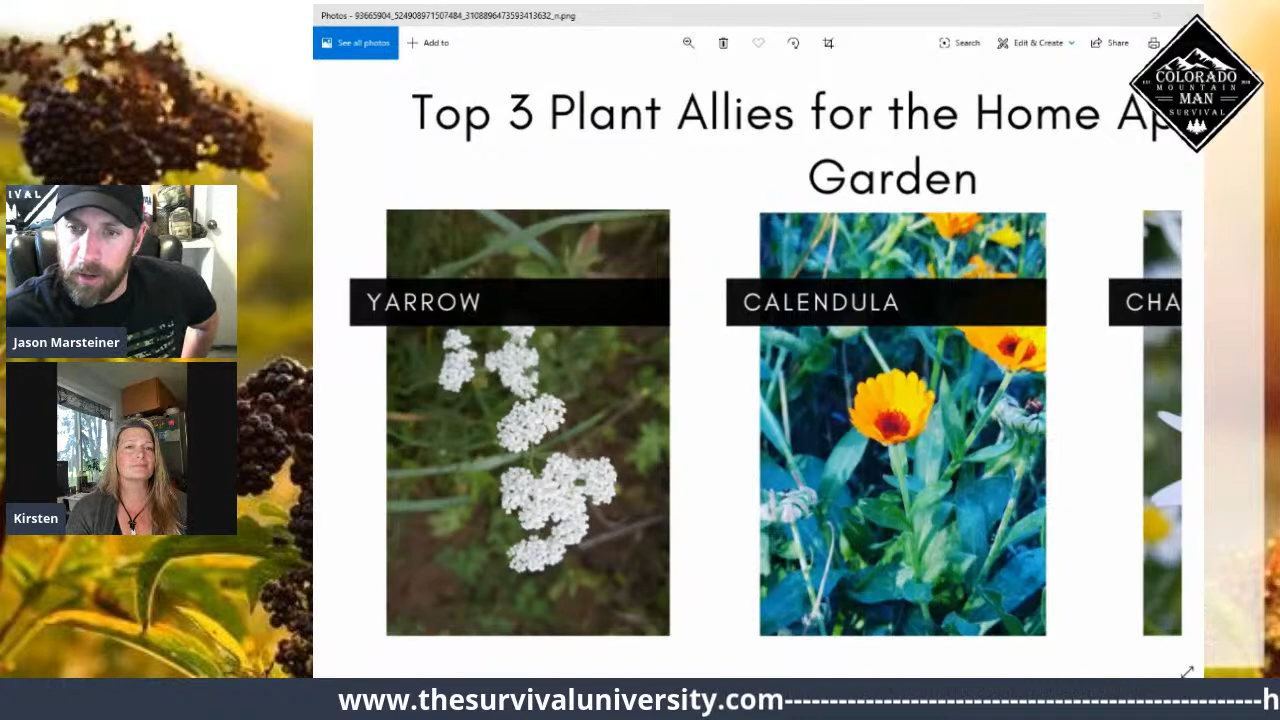 Photos - 93665904_524908971507484_3108896473593413632_n.png
See all photos
Add to
Search
Edit & Create
Share
COLORADO
MOUNTAIN
MAN
SURVIVAL
Top 3 Plant Allies for the Home Ap
Garden
YARROW
CALENDULA
CHA
IVAL
Jason Marsteiner
Kirsten
www.thesurvivaluniversity.com---------------------------------------------h